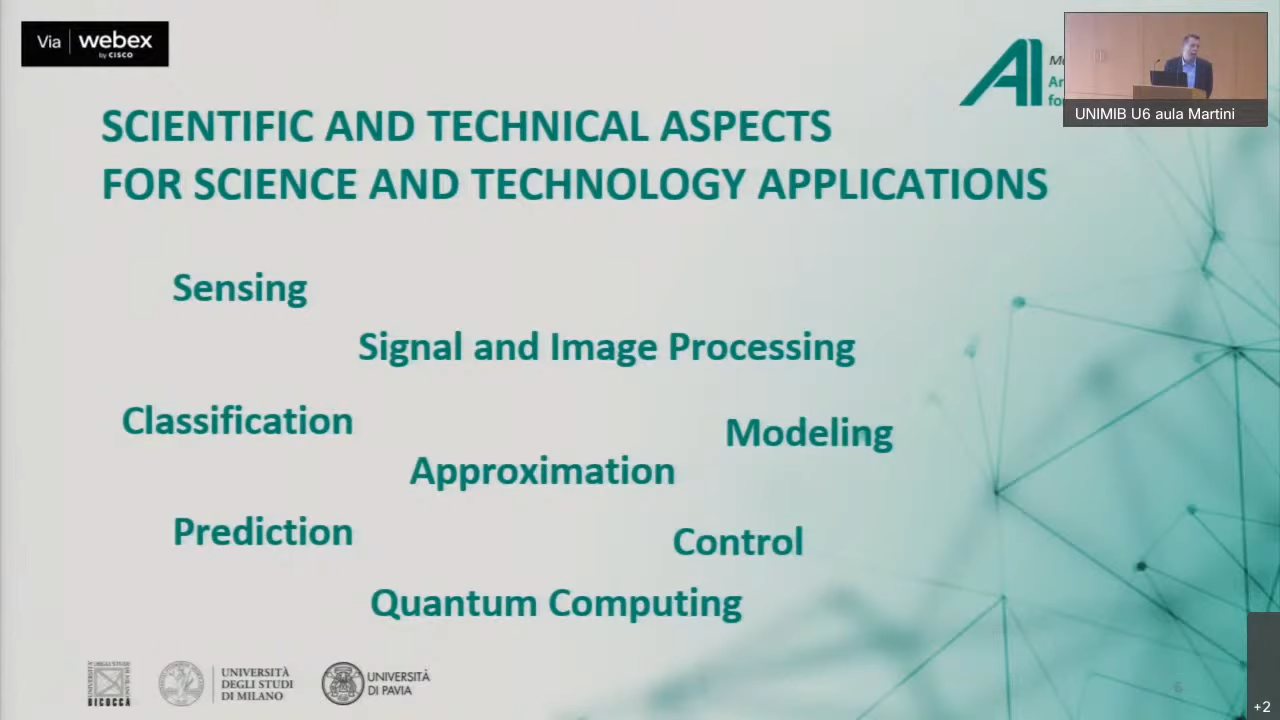 Via webex
by CISCO
AI
UNIMIB U6 aula Martini
SCIENTIFIC AND TECHNICAL ASPECTS
FOR SCIENCE AND TECHNOLOGY APPLICATIONS
Sensing
Signal and Image Processing
Classification
Modeling
Approximation
Prediction
Control
Quantum Computing
BICOCCA
UNIVERSITÀ
DEGLI STUDI
DI MILANO
UNIVERSITÀ
DI PAVIA
6
+2